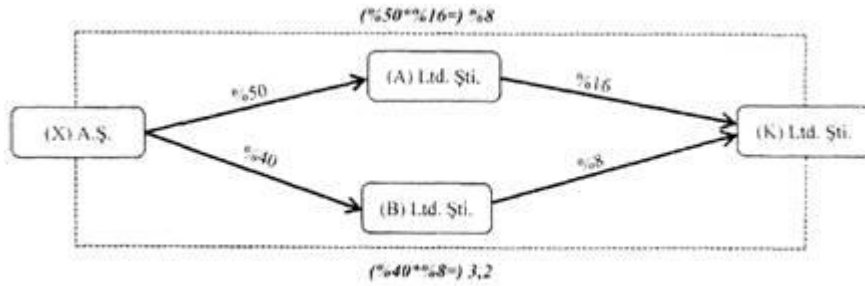 (%50*%16=) %8
(A) Ltd. Şti.
%50
%16
(X) A.Ş.
(K) Ltd. Şti.
%40
%8
(B) Ltd. Şti.
(%40*%8=) 3,2